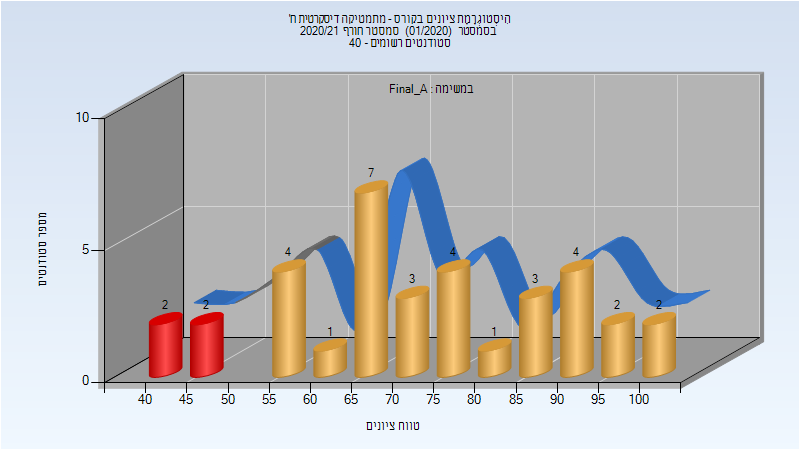 היסטוגרמת ציונים בקורס - מתמטיקה דיסקרטית ח'
בסמסטר (01/2020) סמסטר חורף 2020/21
סטודנטים רשומים - 40
במשימה : Final_A
מספר סטודנטים
10
5
0
2
2
4
1
7
3
4
1
3
4
2
2
40 45 50 55 60 65 70 75 80 85 90 95 100
טווח ציונים